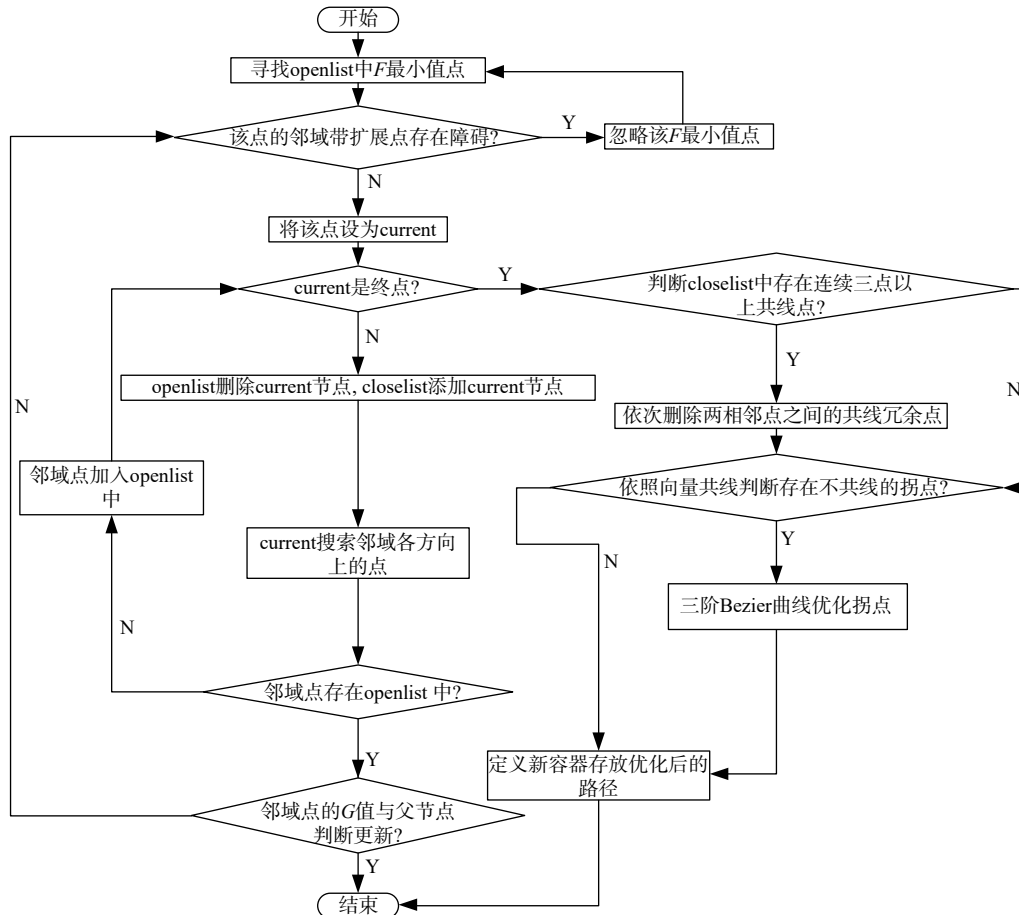 开始
寻找openlist中F最小值点
该点的邻域带扩展点存在障碍?
Y
忽略该F最小值点
N
将该点设为current
current是终点?
Y
判断closelist中存在连续三点以
上共线点?
N
Y
openlist删除current节点, closelist添加current节点
N
N
依次删除两相邻点之间的共线冗余点
邻域点加入openlist
中
依照向量共线判断存在不共线的拐点?
current搜索邻域各方向
上的点
Y
N
三阶Bezier曲线优化拐点
N
邻域点存在openlist 中?
Y
定义新容器存放优化后的
路径
邻域点的G值与父节点
判断更新?
Y
结束